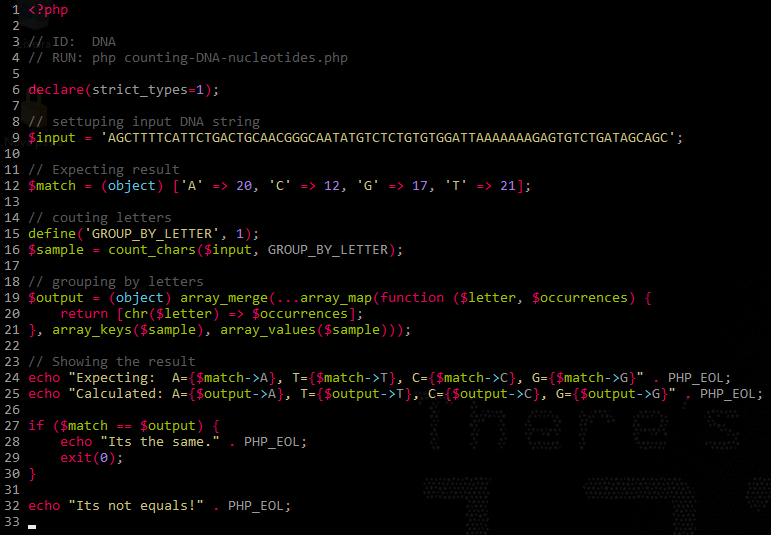 1 <?php
2
3 // ID:  DNA
4 // RUN: php counting-DNA-nucleotides.php
5
6 declare(strict_types=1);
7
8 // settuping input DNA string
9 $input = 'AGCTTTTCATTCTGACTGCAACGGGCAATATGTCTCTGTGTGGATTAAAAAAAGAGTGTCTGATAGCAGC';
10
11 // Expecting result
12 $match = (object) ['A' => 20, 'C' => 12, 'G' => 17, 'T' => 21];
13
14 // couting letters
15 define('GROUP_BY_LETTER', 1);
16 $sample = count_chars($input, GROUP_BY_LETTER);
17
18 // grouping by letters
19 $output = (object) array_merge(...array_map(function ($letter, $occurrences) {
20     return [chr($letter) => $occurrences];
21 }, array_keys($sample), array_values($sample)));
22
23 // Showing the result
24 echo "Expecting:  A={$match->A}, T={$match->T}, C={$match->C}, G={$match->G}" . PHP_EOL;
25 echo "Calculated: A={$output->A}, T={$output->T}, C={$output->C}, G={$output->G}" . PHP_EOL;
26
27 if ($match == $output) {
28     echo "Its the same." . PHP_EOL;
29     exit(0);
30 }
31
32 echo "Its not equals!" . PHP_EOL;
33
There's